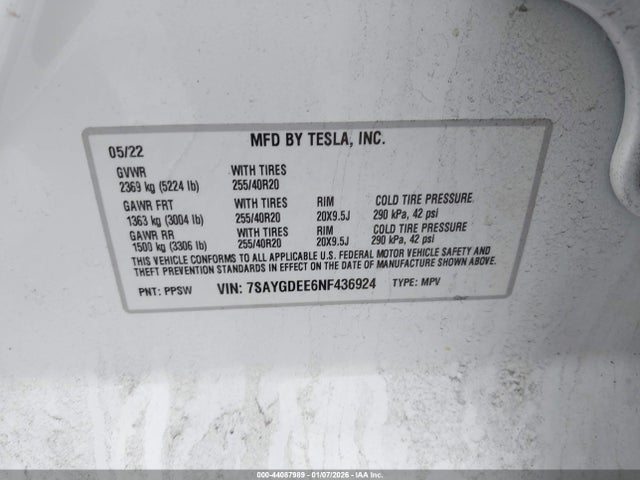 MFD BY TESLA, INC.
05/22
GVWR WITH TIRES
2369 kg (5224 lb) 255/40R20
GAWR FRT WITH TIRES RIM COLD TIRE PRESSURE
1363 kg (3004 lb) 255/40R20 20X9.5J 290 kPa, 42 psi
GAWR RR WITH TIRES RIM COLD TIRE PRESSURE
1500 kg (3306 lb) 255/40R20 20X9.5J 290 kPa, 42 psi
THIS VEHICLE CONFORMS TO ALL APPLICABLE U.S. FEDERAL MOTOR VEHICLE SAFETY AND
THEFT PREVENTION STANDARDS IN EFFECT ON THE DATE OF MANUFACTURE SHOWN ABOVE.
PNT: PPSW VIN: 7SAYGDEE6NF436924 TYPE: MPV
000-44087989 - 01/07/2026 - IAA Inc.